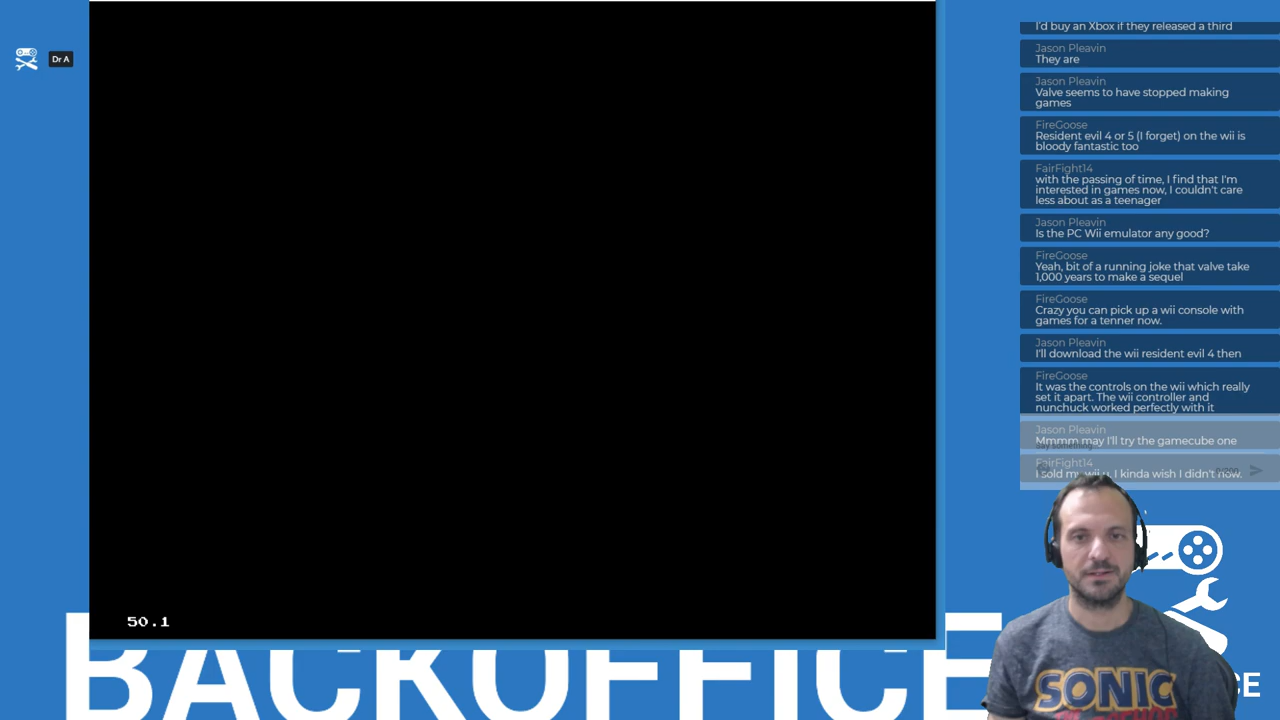 Dr A
I'd buy an Xbox if they released a third
Jason Pleavin
They are
Jason Pleavin
Valve seems to have stopped making
games
FireGoose
Resident evil 4 or 5 (I forget) on the wii is
bloody fantastic too
FairFight14
with the passing of time, I find that I'm
interested in games now, I couldn't care
less about as a teenager
Jason Pleavin
Is the PC Wii emulator any good?
FireGoose
Yeah, bit of a running joke that valve take
1,000 years to make a sequel
FireGoose
Crazy you can pick up a wii console with
games for a tenner now.
Jason Pleavin
I'll download the wii resident evil 4 then
FireGoose
It was the controls on the wii which really
set it apart. The wii controller and
nunchuck worked perfectly with it
Jason Pleavin
Mmmm may I'll try the gamecube one
Say something...
FairFight14
I sold my wii u, I kinda wish I didn't now.
50.1
BACKOFFICE
CE
SONIC